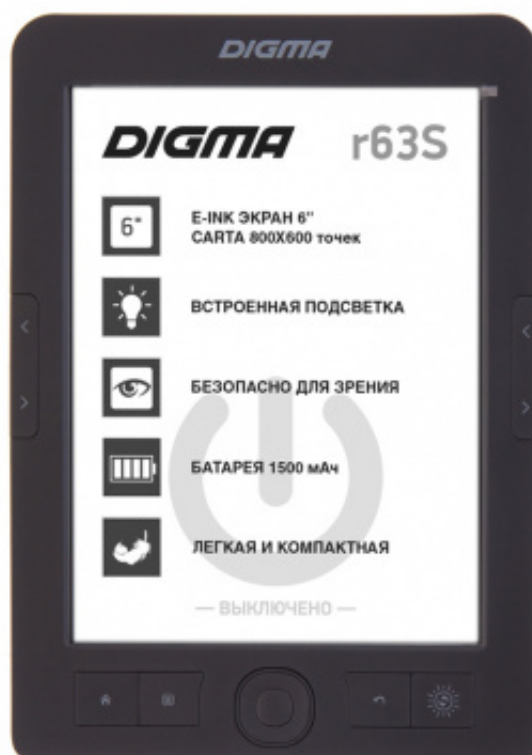 DIGMA
DIGMA r63S
6"
E-INK ЭКРАН 6"
CARTA 800X600 точек
ВСТРОЕННАЯ ПОДСВЕТКА
БЕЗОПАСНО ДЛЯ ЗРЕНИЯ
БАТАРЕЯ 1500 мАч
ЛЕГКАЯ И КОМПАКТНАЯ
— ВЫКЛЮЧЕНО —